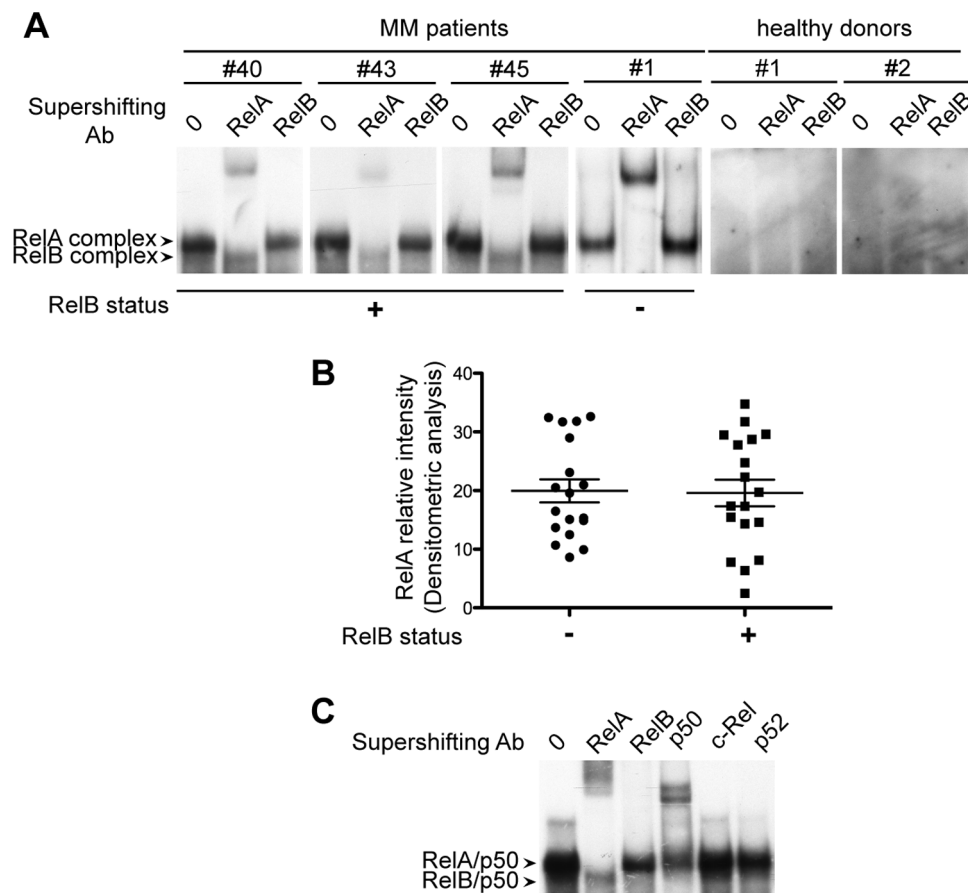 A
MM patients healthy donors
#40 #43 #45 #1 #1 #2
Supershifting Ab
0 RelA RelB 0 RelA RelB 0 RelA RelB 0 RelA RelB 0 RelA RelB 0 RelA RelB
RelA complex
RelB complex
RelB status + -
B
RelA relative intensity
(Densitometric analysis)
40
30
20
10
0
RelB status - +
C
Supershifting Ab 0 RelA RelB p50 c-Rel p52
RelA/p50
RelB/p50